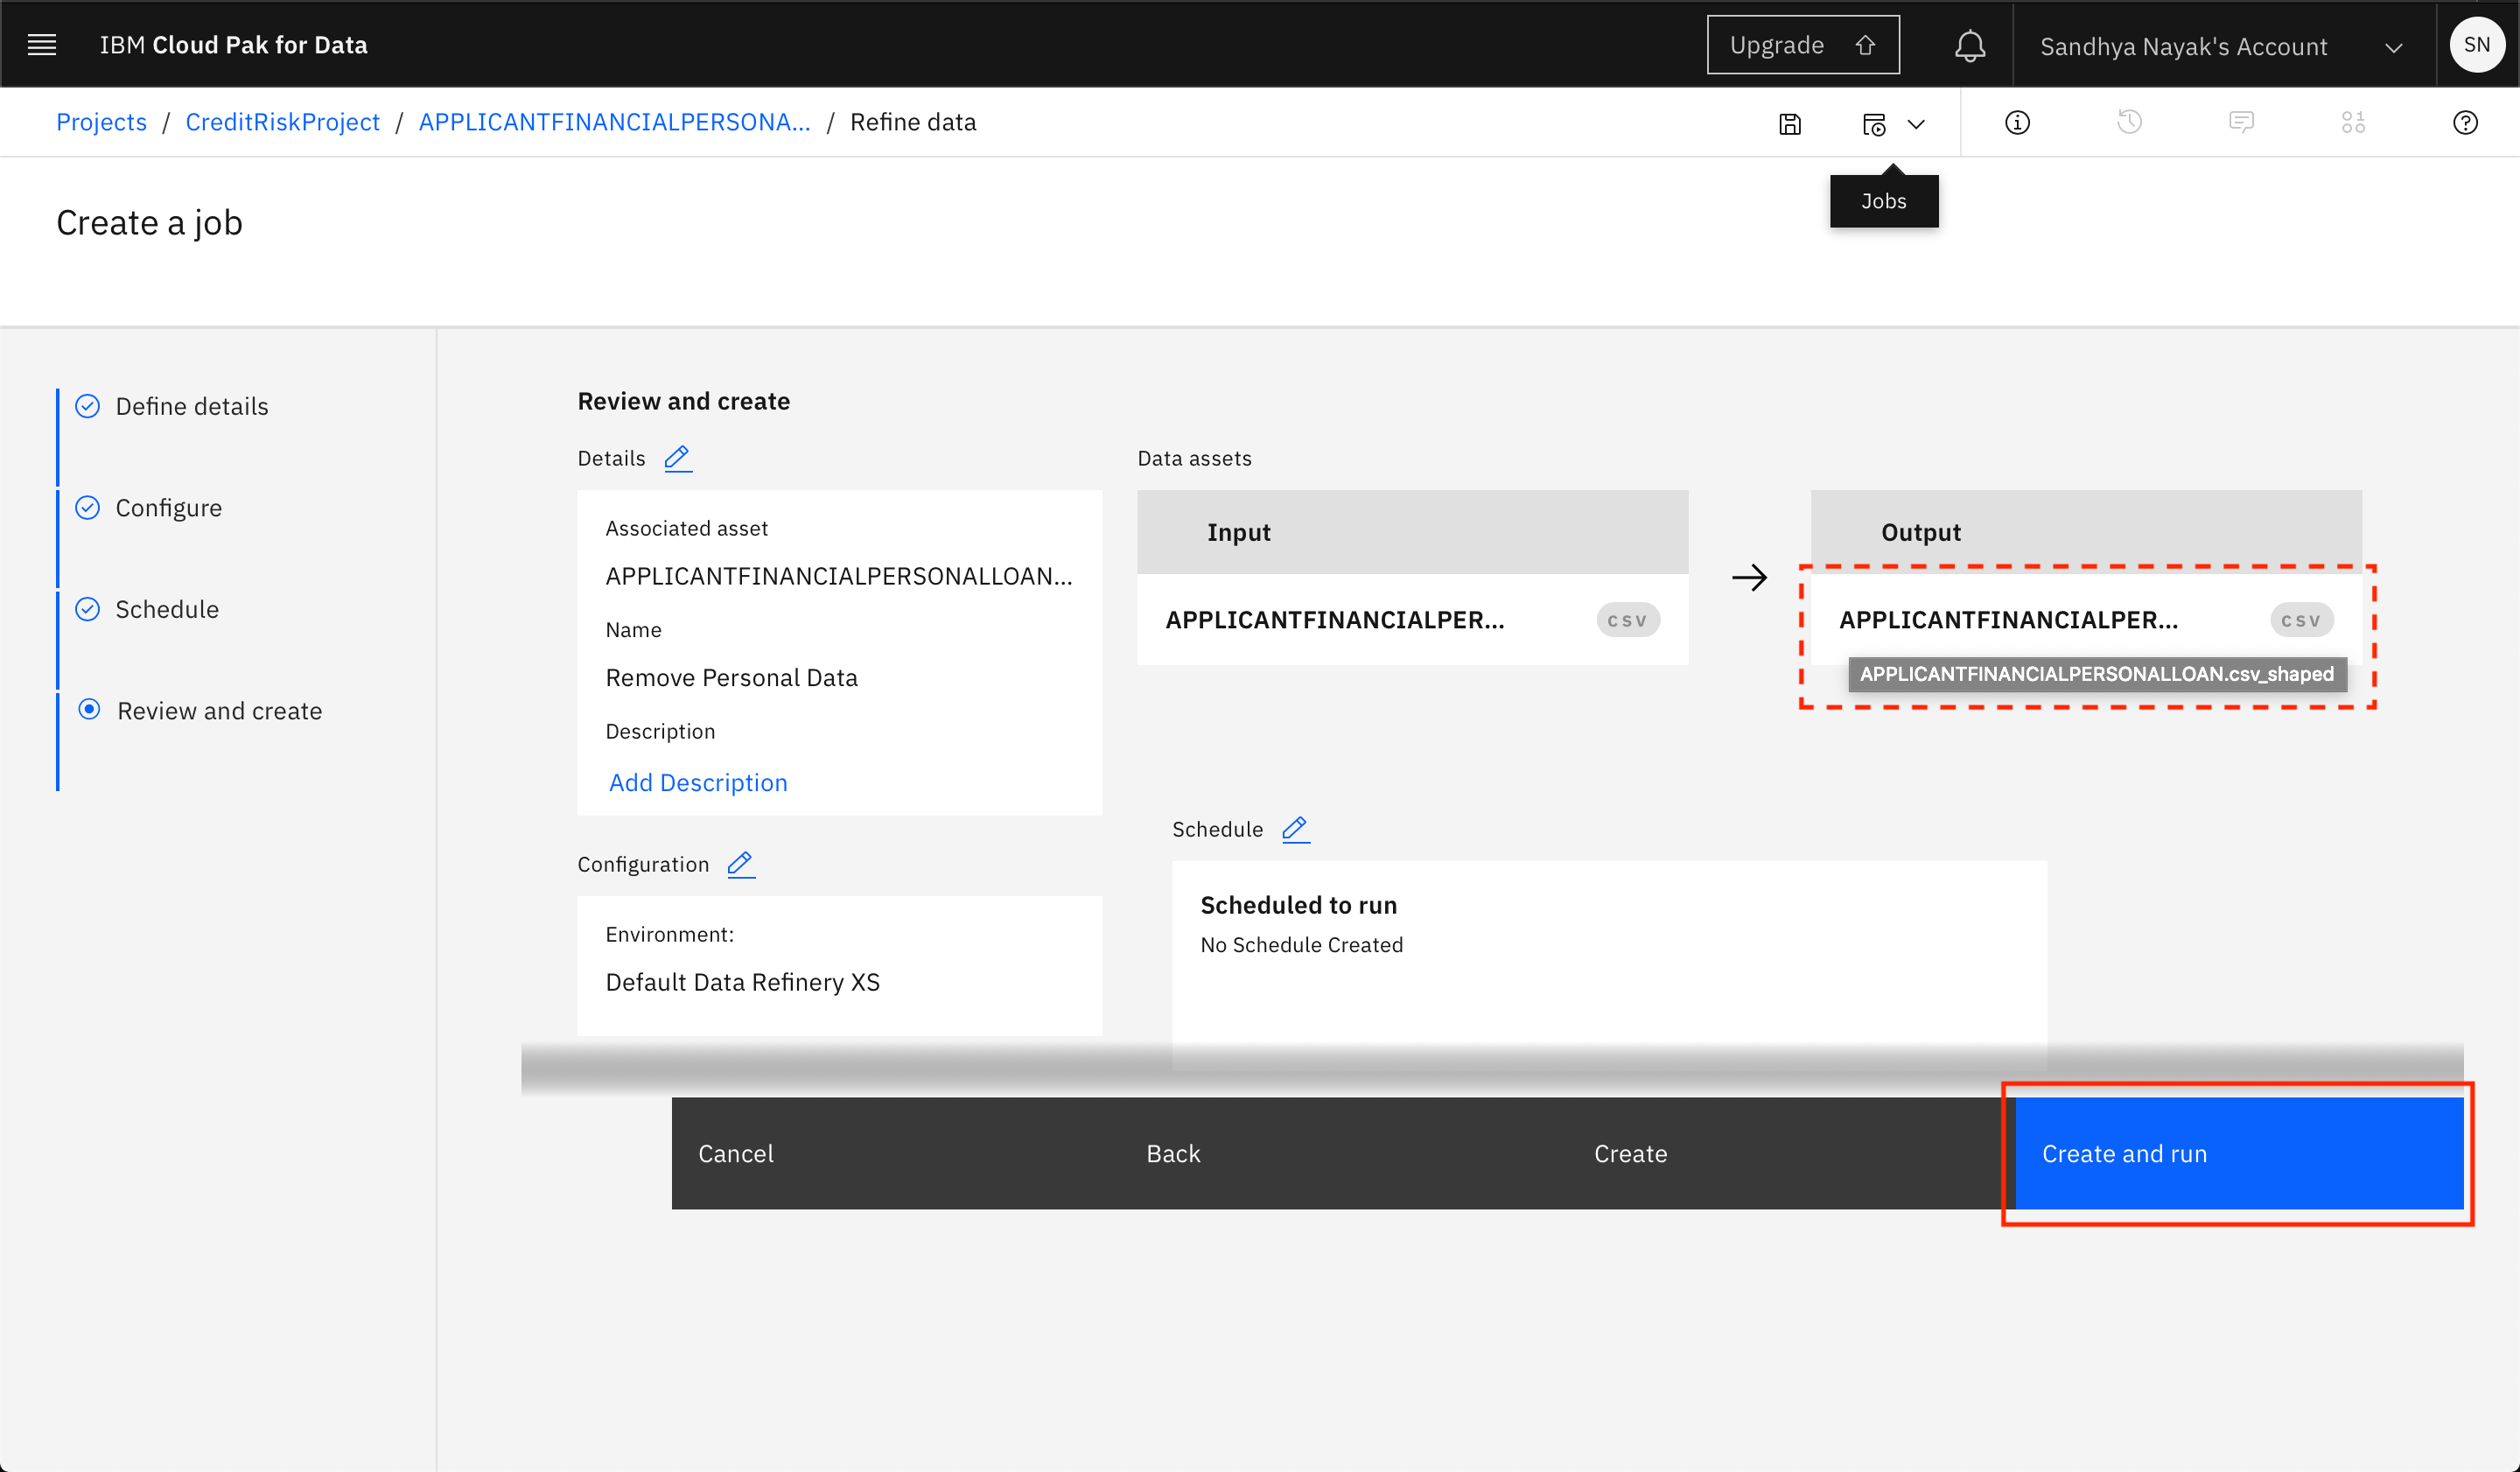 IBM Cloud Pak for Data
Upgrade
Sandhya Nayak's Account
SN
Projects / CreditRiskProject / APPLICANTFINANCIALPERSONA... / Refine data
Jobs
Create a job
Define details
Configure
Schedule
Review and create
Review and create
Details
Associated asset
APPLICANTFINANCIALPERSONALLOAN...
Name
Remove Personal Data
Description
Add Description
Data assets
Input
APPLICANTFINANCIALPER... csv
Output
APPLICANTFINANCIALPER... csv
APPLICANTFINANCIALPERSONALLOAN.csv_shaped
Configuration
Environment:
Default Data Refinery XS
Schedule
Scheduled to run
No Schedule Created
Cancel
Back
Create
Create and run